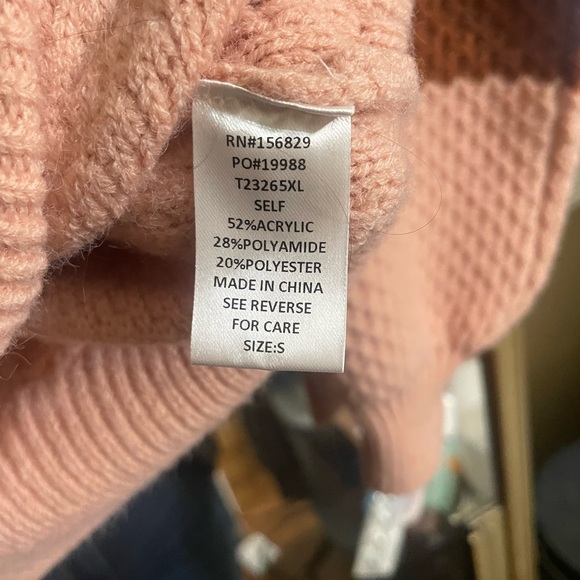 RN#156829
PO#19988
T23265XL
SELF
52%ACRYLIC
28%POLYAMIDE
20%POLYESTER
MADE IN CHINA
SEE REVERSE
FOR CARE
SIZE:S